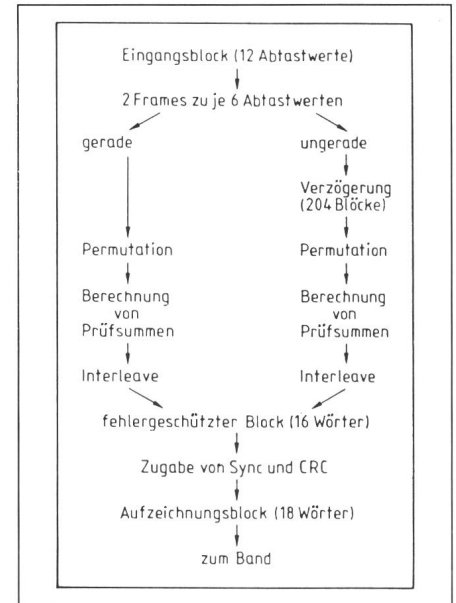 Eingangsblock (12 Abtastwerte)
2 Frames zu je 6 Abtastwerten
gerade
ungerade
Verzögerung
(204 Blöcke)
Permutation
Permutation
Berechnung
von
Prüfsummen
Berechnung
von
Prüfsummen
Interleave
Interleave
fehlergeschützter Block (16 Wörter)
Zugabe von Sync und CRC
Aufzeichnungsblock (18 Wörter)
zum Band